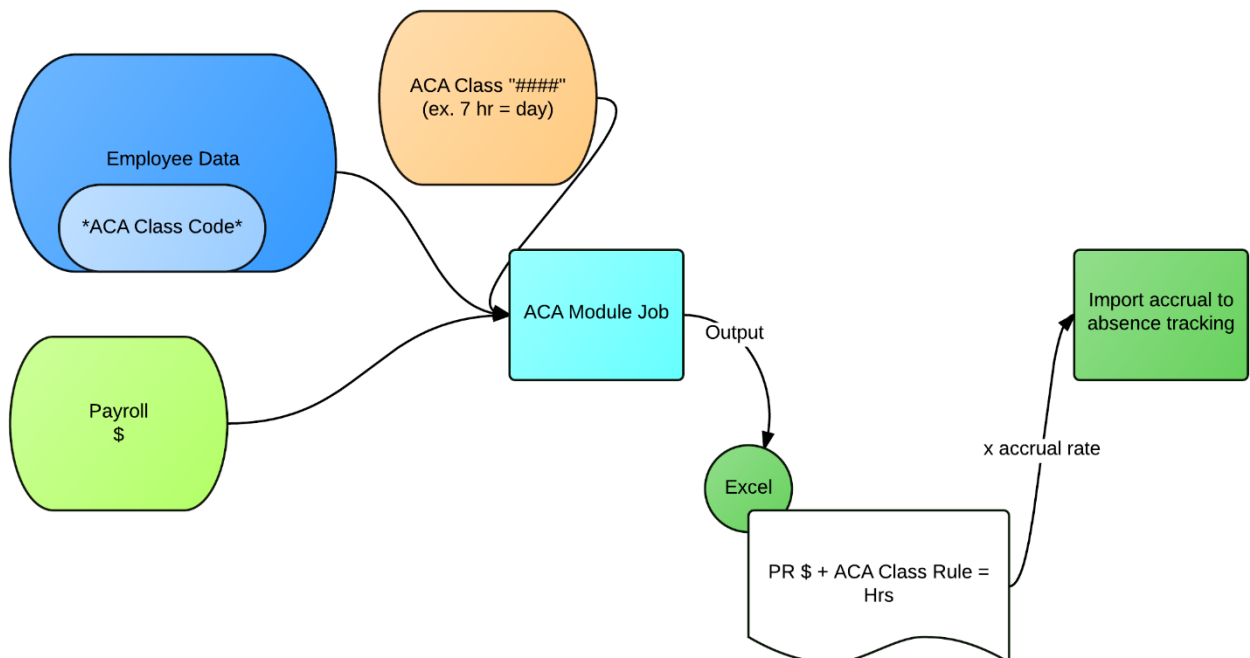 ACA Class "####"
(ex. 7 hr = day)
Employee Data
*ACA Class Code*
ACA Module Job
Output
Import accrual to
absence tracking
Payroll
$
x accrual rate
Excel
PR $ + ACA Class Rule =
Hrs